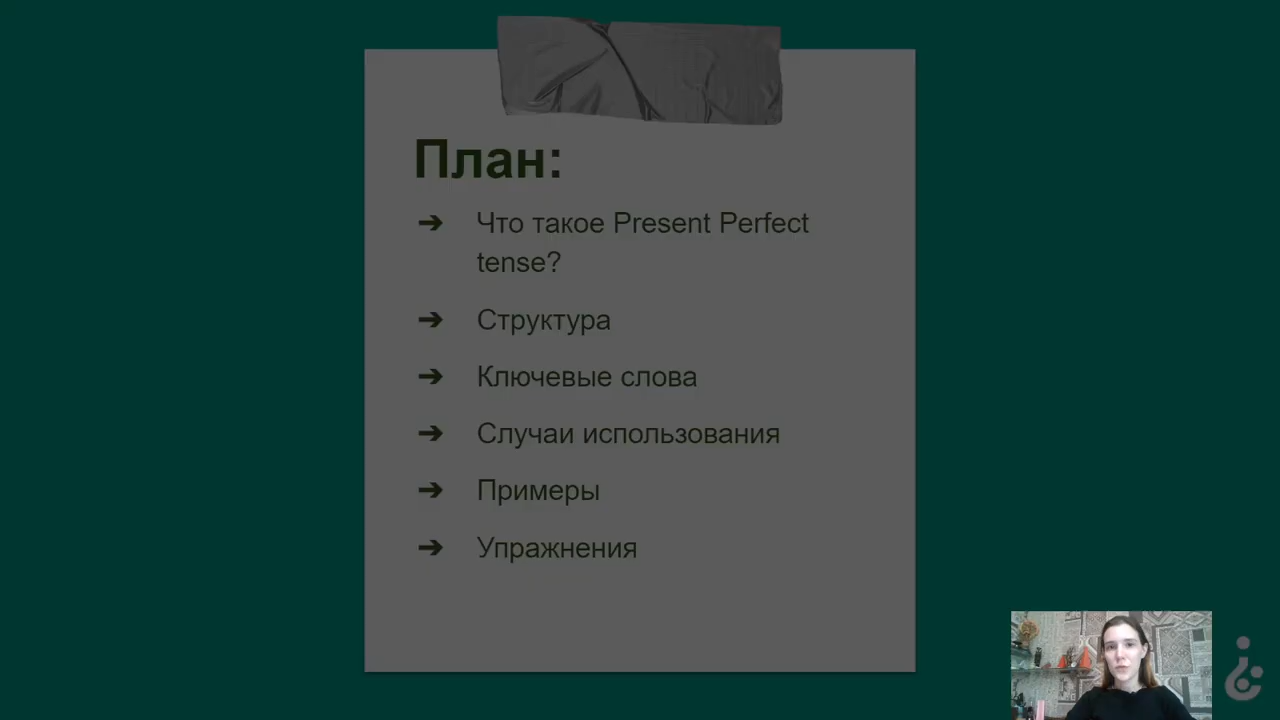 План:
➔ Что такое Present Perfect
tense?
➔ Структура
➔ Ключевые слова
➔ Случаи использования
➔ Примеры
➔ Упражнения